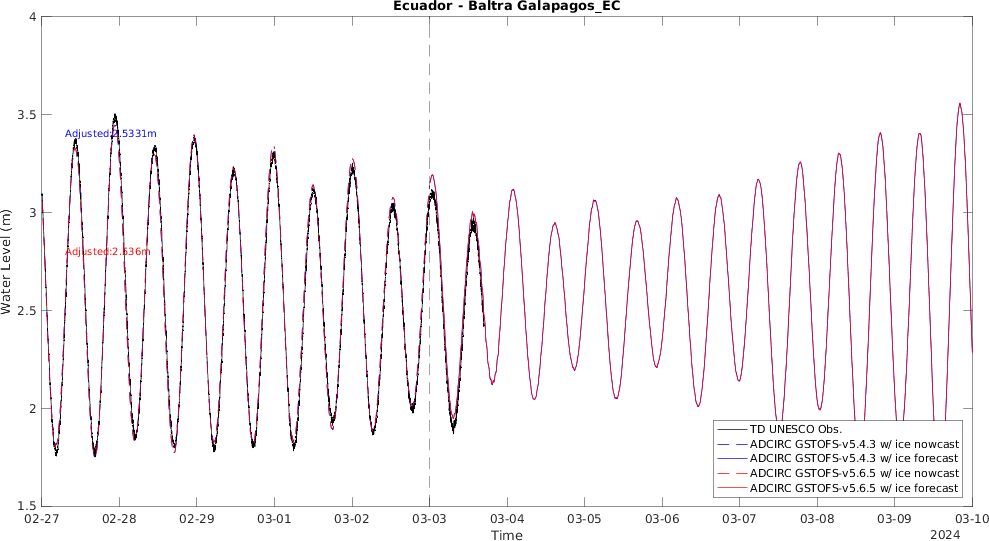 Ecuador - Baltra Galapagos_EC
4
3.5
3
2.5
2
1.5
Water Level (m)
Adjusted:2.5331m
Adjusted:2.536m
TD UNESCO Obs.
ADCIRC GSTOFS-v5.4.3 w/ ice nowcast
ADCIRC GSTOFS-v5.4.3 w/ ice forecast
ADCIRC GSTOFS-v5.6.5 w/ ice nowcast
ADCIRC GSTOFS-v5.6.5 w/ ice forecast
02-27 02-28 02-29 03-01 03-02 03-03 03-04 03-05 03-06 03-07 03-08 03-09 03-10
Time
2024